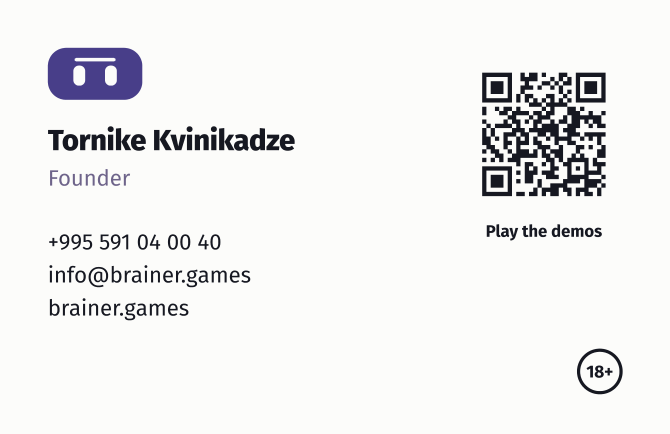 Tornike Kvinikadze
Founder
+995 591 04 00 40
info@brainer.games
brainer.games
Play the demos
18+